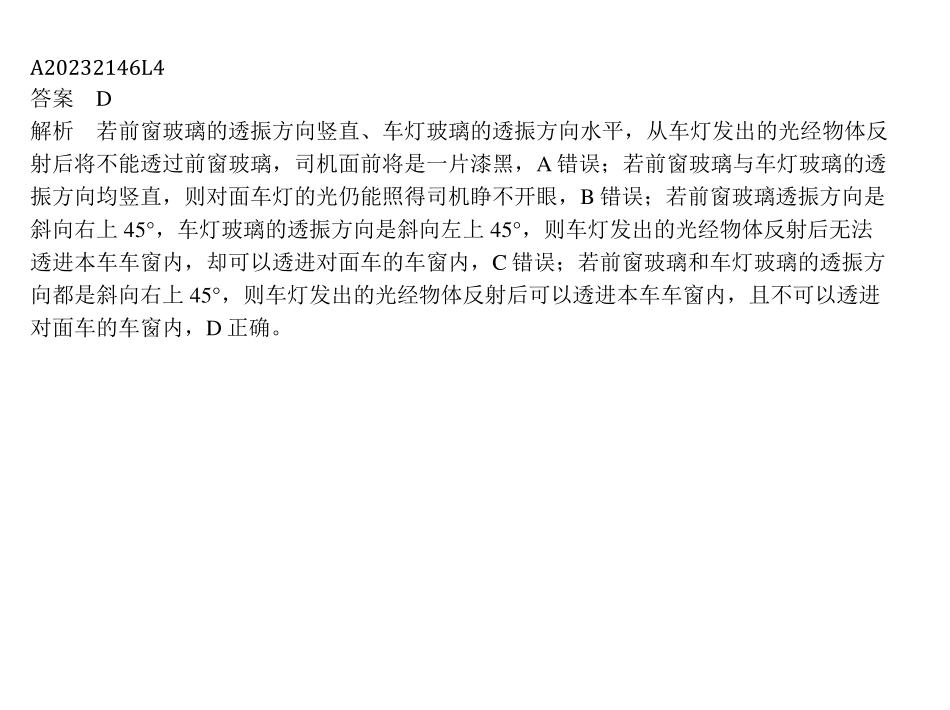 A20232146L4
答案　D
解析　若前窗玻璃的透振方向竖直、车灯玻璃的透振方向水平，从车灯发出的光经物体反
射后将不能透过前窗玻璃，司机面前将是一片漆黑，A 错误；若前窗玻璃与车灯玻璃的透
振方向均竖直，则对面车灯的光仍能照得司机睁不开眼，B 错误；若前窗玻璃透振方向是
斜向右上 45°，车灯玻璃的透振方向是斜向左上 45°，则车灯发出的光经物体反射后无法
透进本车车窗内，却可以透进对面车的车窗内，C 错误；若前窗玻璃和车灯玻璃的透振方
向都是斜向右上 45°，则车灯发出的光经物体反射后可以透进本车车窗内，且不可以透进
对面车的车窗内，D 正确。